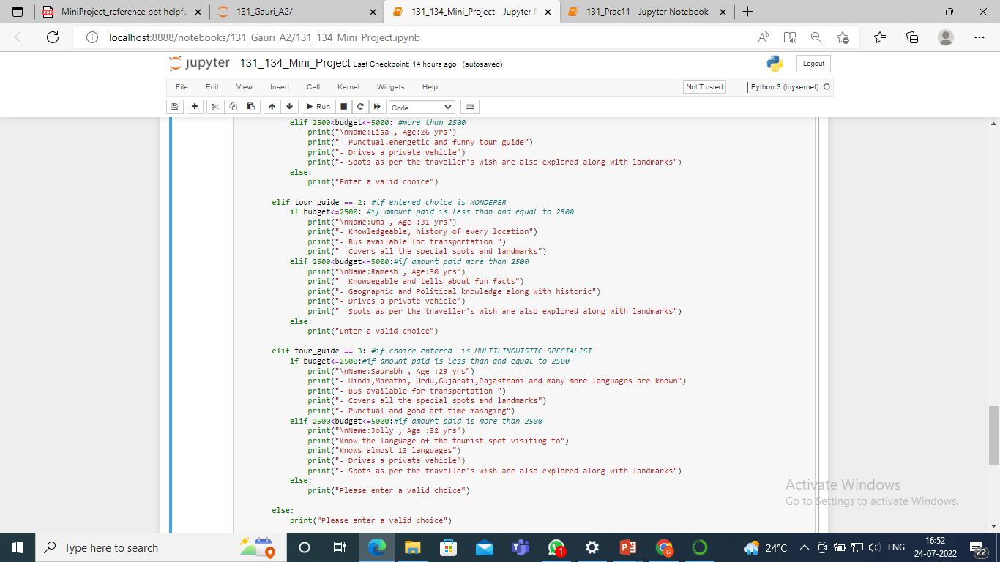 MiniProject_reference ppt helpfu
131_Gauri_A2/
131_134_Mini_Project - Jupyter N
131_Prac11 - Jupyter Notebook
localhost:8888/notebooks/131_Gauri_A2/131_134_Mini_Project.ipynb
jupyter 131_134_Mini_Project Last Checkpoint: 14 hours ago (autosaved)
Logout
File Edit View Insert Cell Kernel Widgets Help
Not Trusted
Python 3 (ipykernel)
Run
Code
elif 2500<budget<=5000: #more than 2500
print("\nName:Lisa , Age:26 yrs")
print("- Punctual,energetic and funny tour guide")
print("- Drives a private vehicle")
print("- Spots as per the traveller's wish are also explored along with landmarks")
else:
print("Enter a valid choice")
elif tour_guide == 2: #if entered choice is WONDERER
if budget<=2500: #if amount paid is less than and equal to 2500
print("\nName:Uma , Age :31 yrs")
print("- Knowledgeable, history of every location")
print("- Bus available for transportation ")
print("- Covers all the special spots and landmarks")
elif 2500<budget<=5000:#if amount paid more than 2500
print("\nName:Ramesh , Age:30 yrs")
print("- Knowdegable and tells about fun facts")
print("- Geographic and Political knowledge along with historic")
print("- Drives a private vehicle")
print("- Spots as per the traveller's wish are also explored along with landmarks")
else:
print("Enter a valid choice")
elif tour_guide == 3: #if choice entered  is MULTILINGUISTIC SPECIALIST
if budget<=2500:#if amount paid is less than and equal to 2500
print("\nName:Saurabh , Age :29 yrs")
print("- Hindi,Marathi, Urdu,Gujarati,Rajasthani and many more languages are known")
print("- Bus available for transportation ")
print("- Covers all the special spots and landmarks")
print("- Punctual and good art time managing")
elif 2500<budget<=5000:#if amount paid is more than 2500
print("\nName:Jolly , Age :32 yrs")
print("Know the language of the tourist spot visiting to")
print("Knows almost 13 languages")
print("- Drives a private vehicle")
print("- Spots as per the traveller's wish are also explored along with landmarks")
else:
print("Please enter a valid choice")
else:
print("Please enter a valid choice")
Activate Windows
Go to Settings to activate Windows.
Type here to search
1
24°C
ENG
16:52
24-07-2022
22